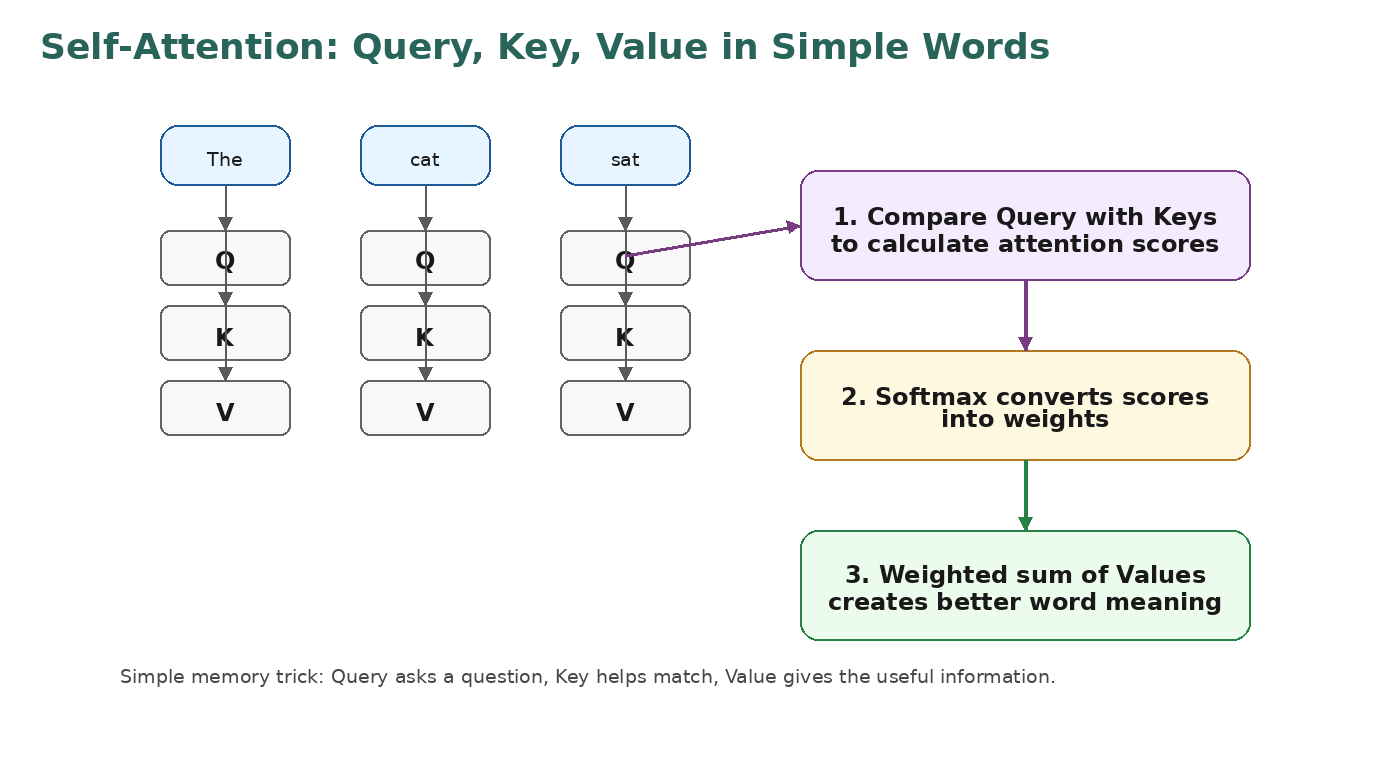 Self-Attention: Query, Key, Value in Simple Words
The
cat
sat
Q
Q
Q
K
K
K
V
V
V
1. Compare Query with Keys
to calculate attention scores
2. Softmax converts scores
into weights
3. Weighted sum of Values
creates better word meaning
Simple memory trick: Query asks a question, Key helps match, Value gives the useful information.